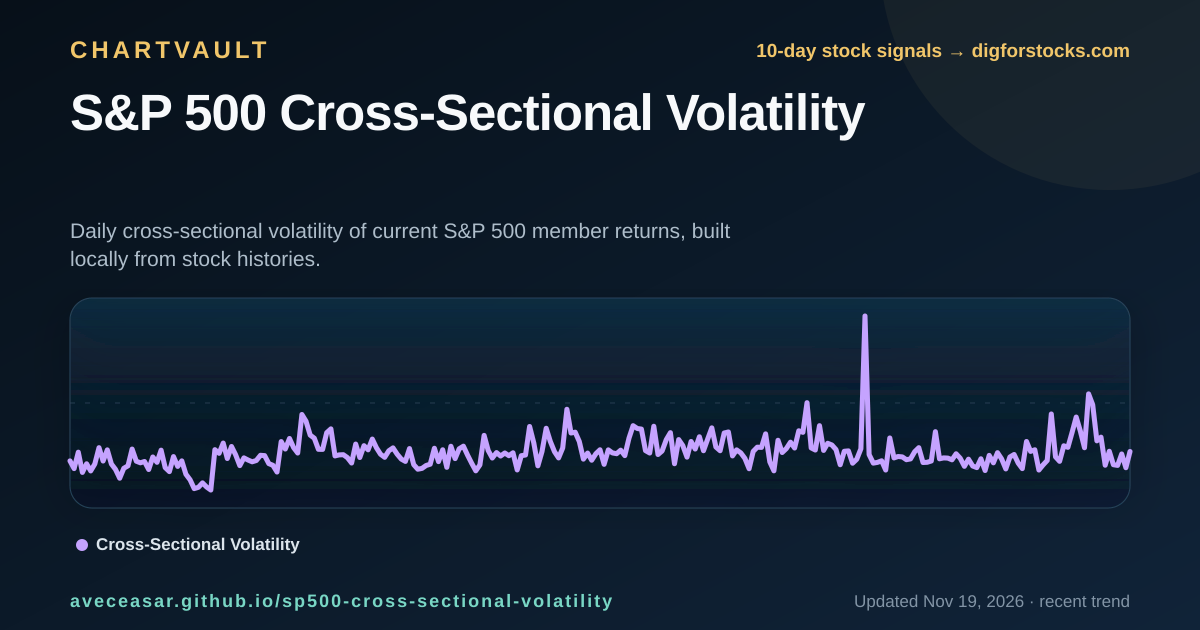 CHARTVAULT
10-day stock signals → digforstocks.com
S&P 500 Cross-Sectional Volatility
Daily cross-sectional volatility of current S&P 500 member returns, built
locally from stock histories.
Cross-Sectional Volatility
aveceasar.github.io/sp500-cross-sectional-volatility
Updated Nov 19, 2026 · recent trend